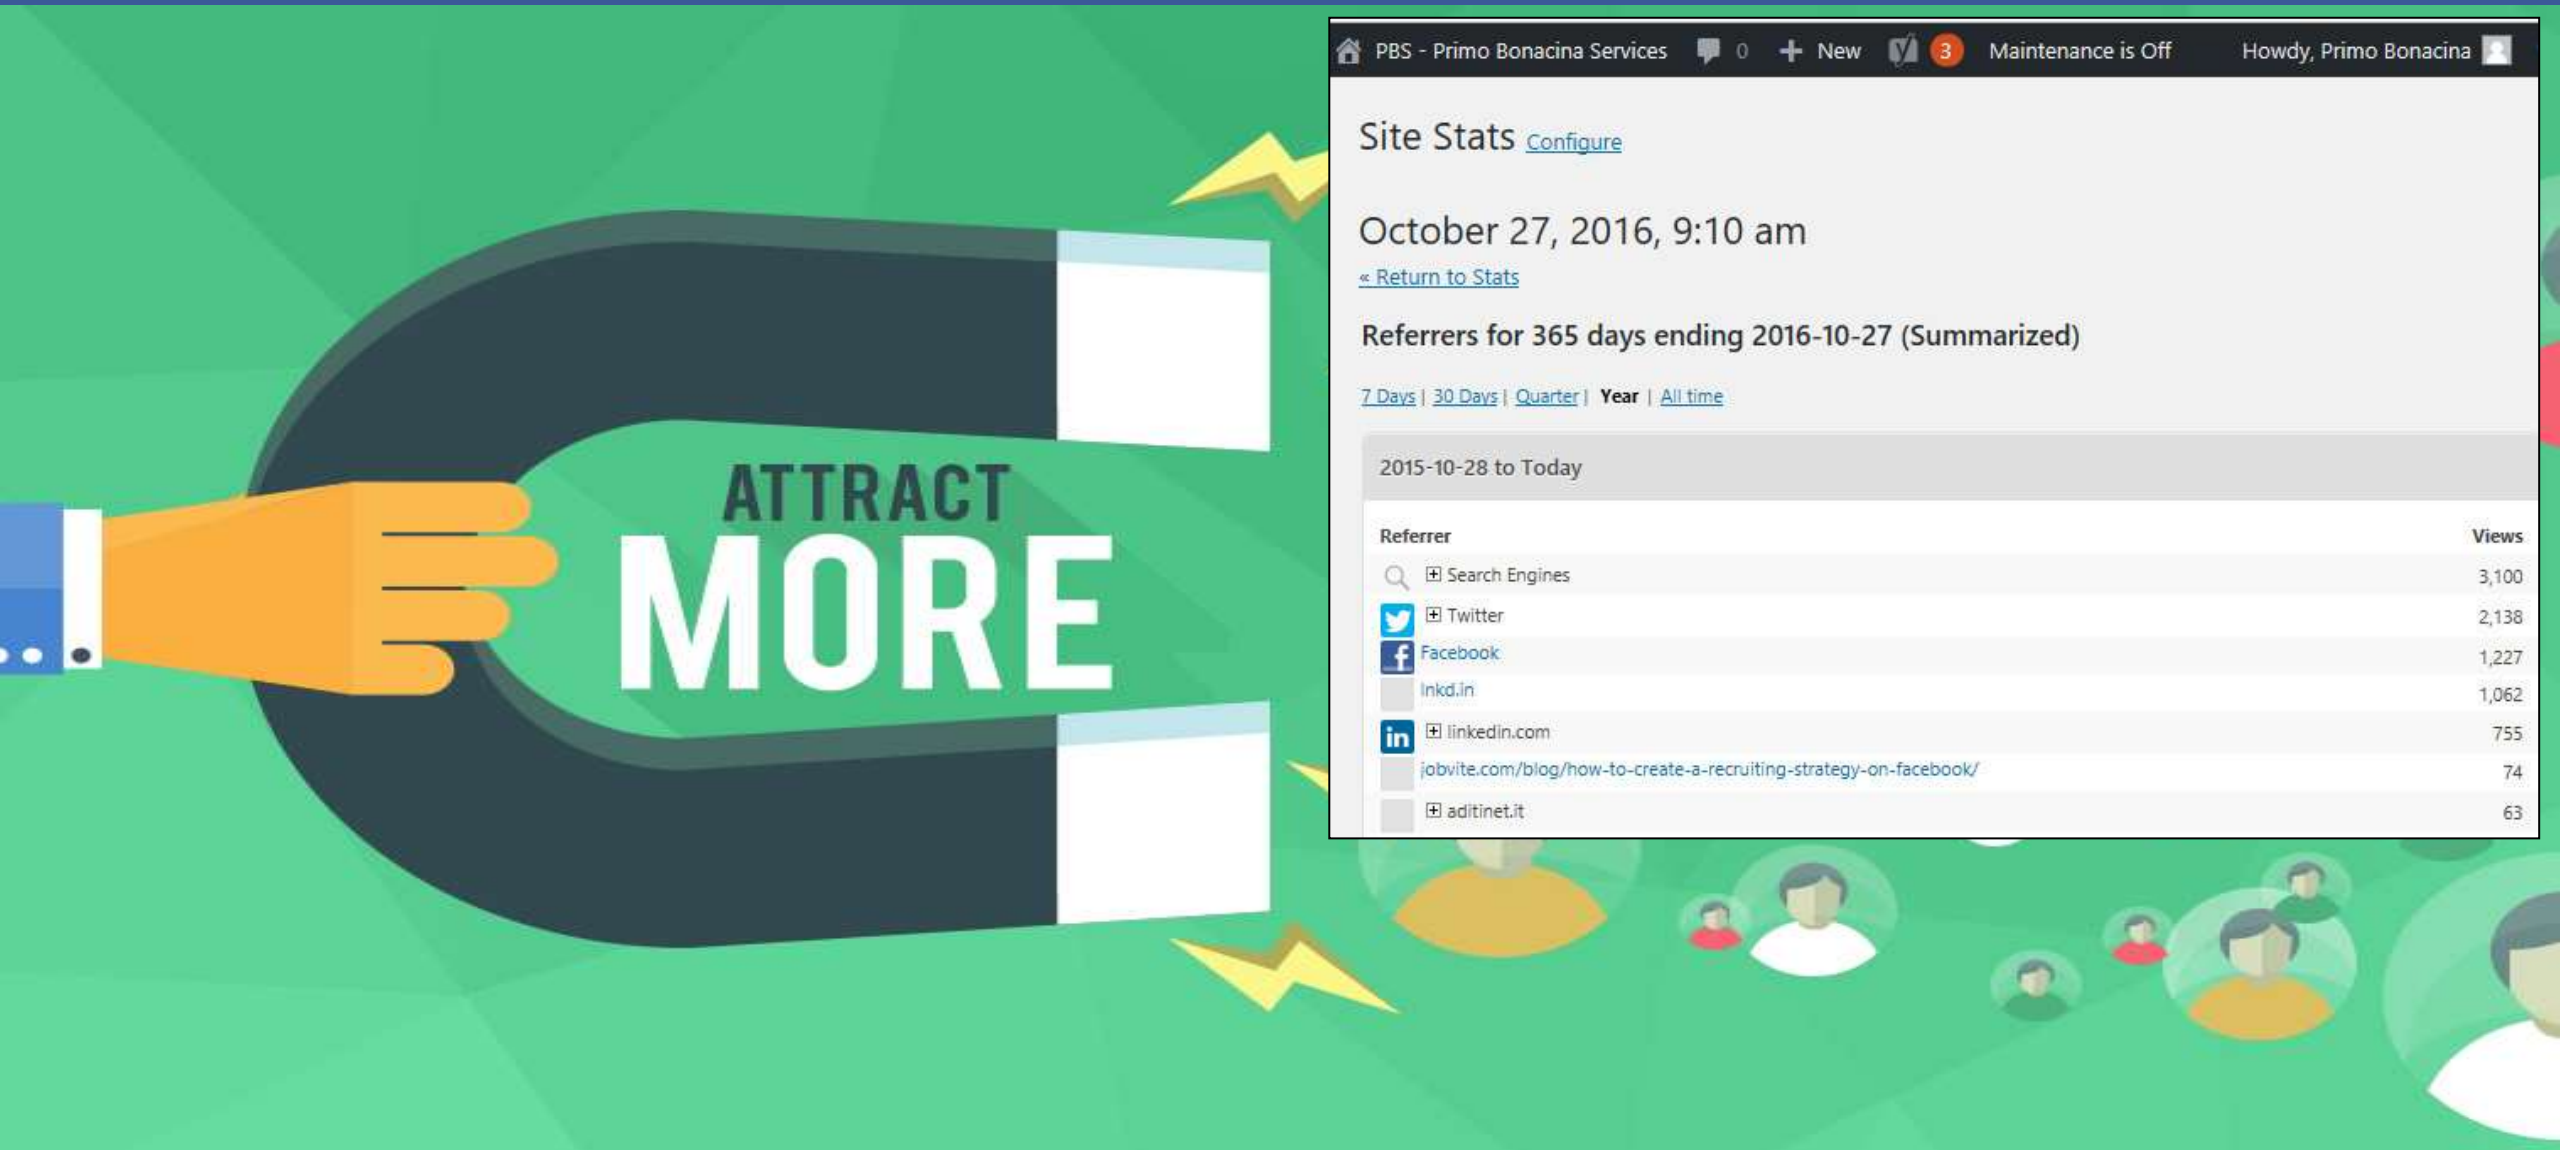 ATTRACT
MORE
PBS - Primo Bonacina Services 0 + New 3 Maintenance is Off Howdy, Primo Bonacina
Site Stats Configure
October 27, 2016, 9:10 am
« Return to Stats
Referrers for 365 days ending 2016-10-27 (Summarized)
7 Days | 30 Days | Quarter | Year | All time
2015-10-28 to Today
Referrer Views
Search Engines 3,100
Twitter 2,138
Facebook 1,227
lnkd.in 1,062
in linkedin.com 755
jobvite.com/blog/how-to-create-a-recruiting-strategy-on-facebook/ 74
aditinet.it 63